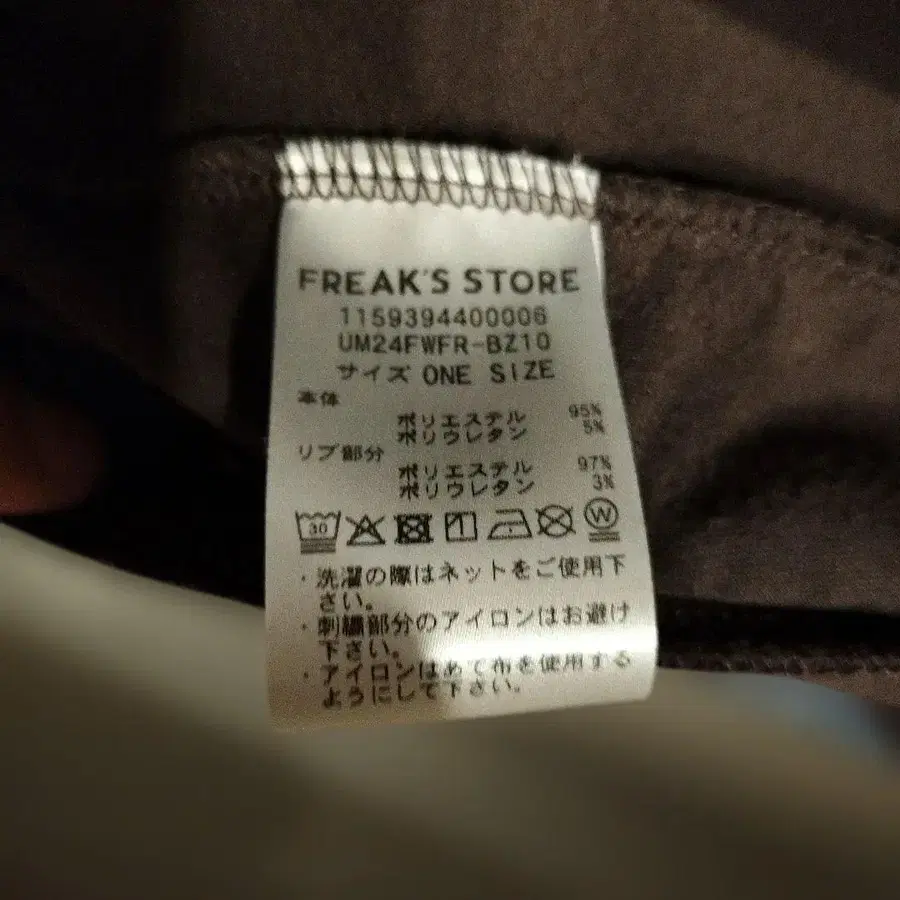 FREAK'S STORE
1159394400006
UM24FWFR-BZ10
サイズ ONE SIZE
本体
ポリエステル 95%
ポリウレタン 5%
リブ部分
ポリエステル 97%
ポリウレタン 3%
30 W
・洗濯の際はネットをご使用下
さい。
・刺繍部分のアイロンはお避け
下さい。
・アイロンはあて布を使用する
ようにして下さい。